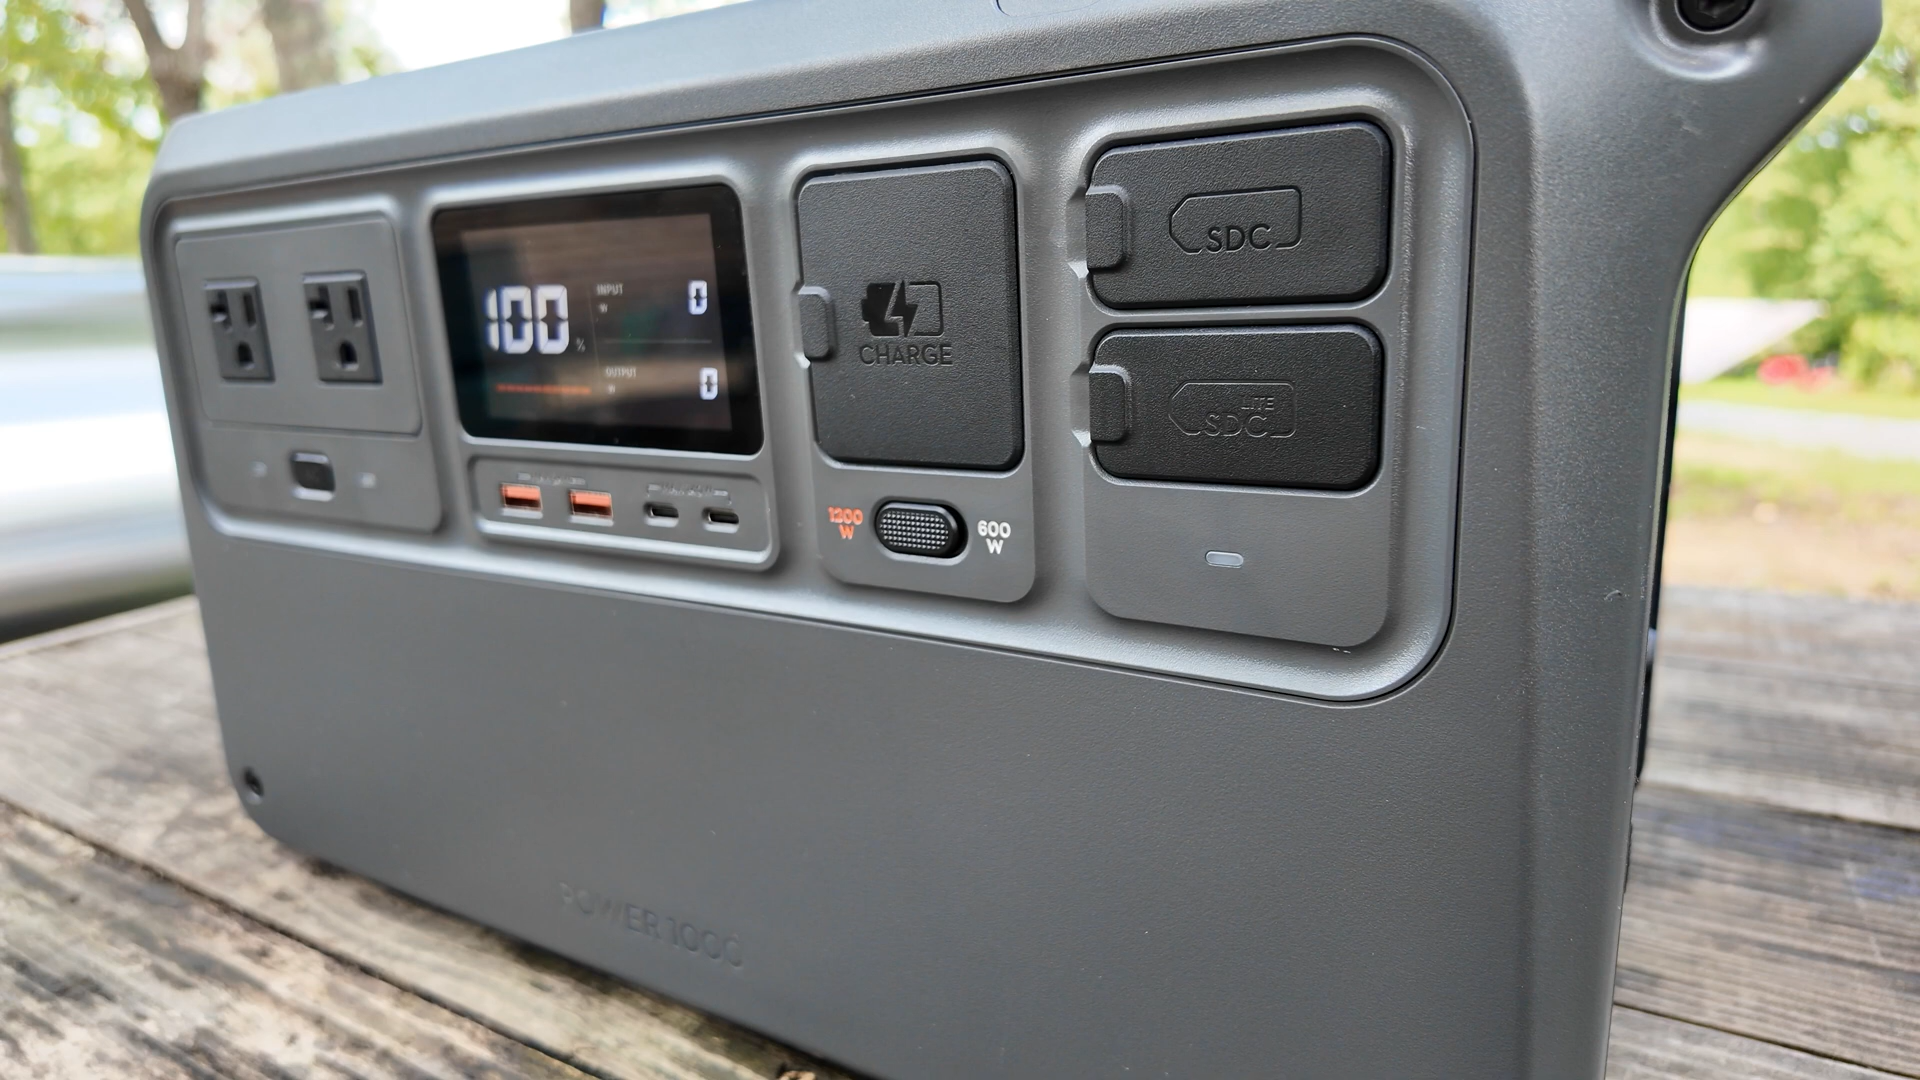 100 %
INPUT
W
0
OUTPUT
W
0
CHARGE
1200
W
600
W
SDC
LITE
SDC
POWER 1000